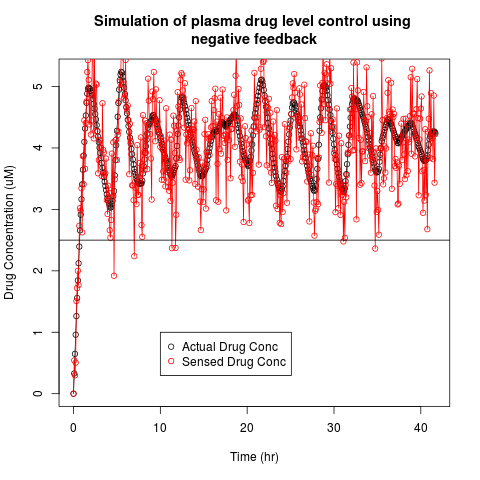 Simulation of plasma drug level control using
negative feedback
Drug Concentration (uM)
5
4
3
2
1
0
Actual Drug Conc
Sensed Drug Conc
0 10 20 30 40
Time (hr)